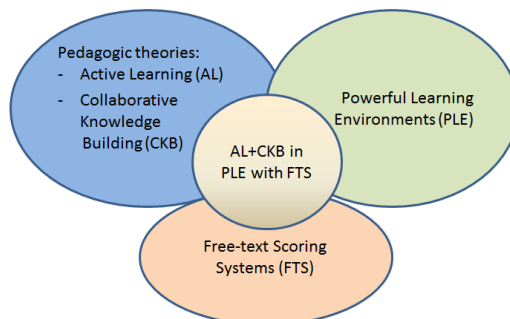 Pedagogic theories:
- Active Learning (AL)
- Collaborative
Knowledge
Building (CKB)
Powerful Learning
Environments (PLE)
AL+CKB in
PLE with FTS
Free-text Scoring
Systems (FTS)